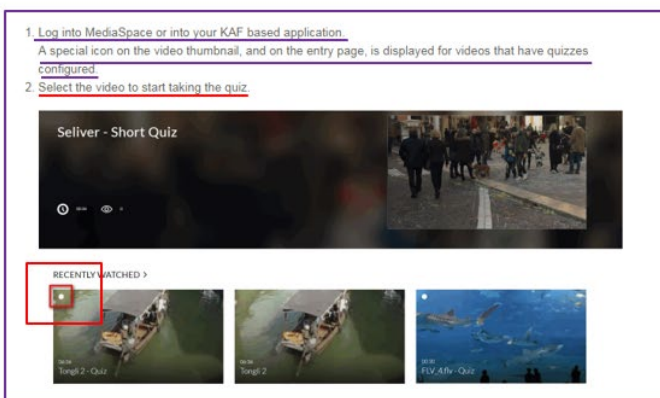 1. Log into MediaSpace or into your KAF based application.
A special icon on the video thumbnail, and on the entry page, is displayed for videos that have quizzes
configured.
2. Select the video to start taking the quiz.
Seliver - Short Quiz
RECENTLY WATCHED >
Tongli 2 - Quiz
Tongli 2
FLV_4.flv - Quiz